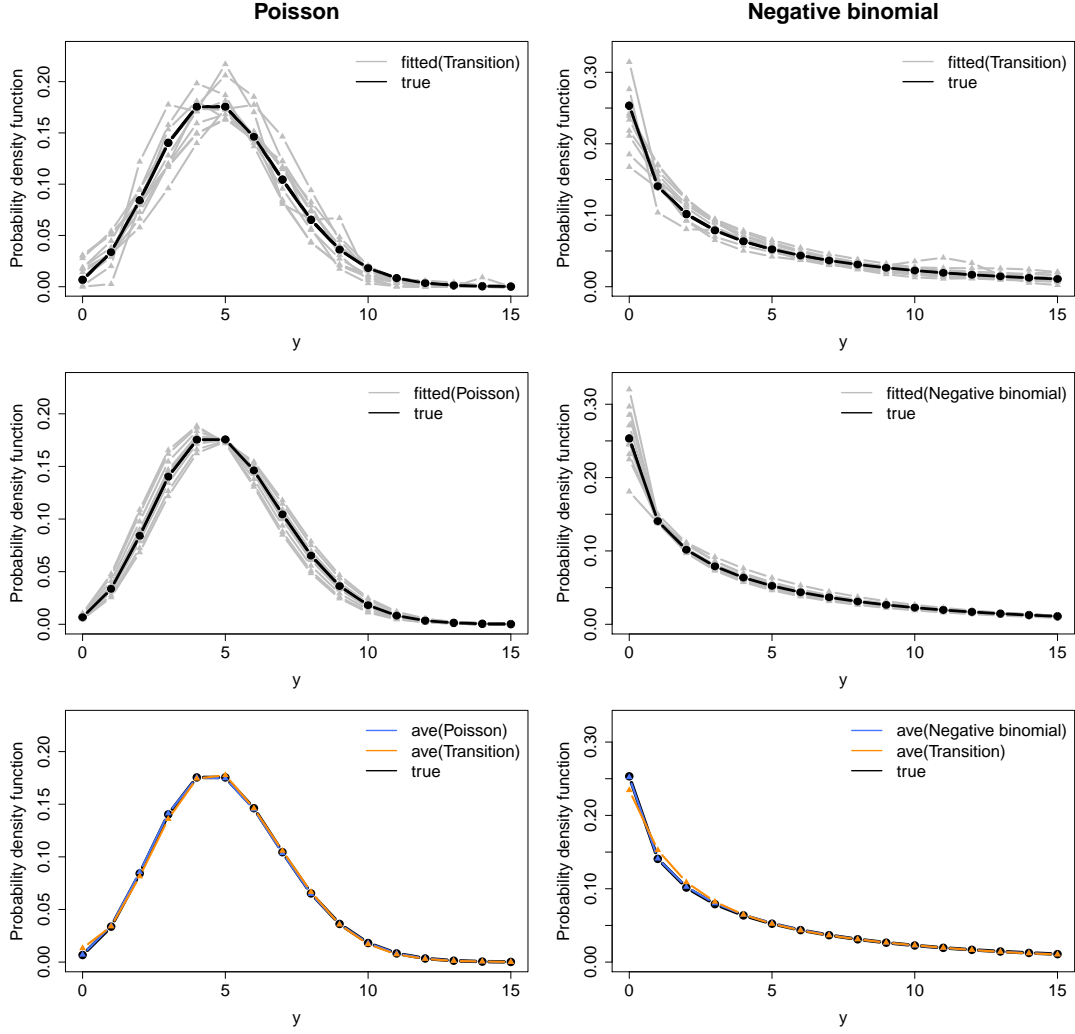 Poisson
Negative binomial
Probability density function
0.00 0.05 0.10 0.15 0.20
fitted(Transition)
true
0 5 10 15
y
Probability density function
0.00 0.10 0.20 0.30
fitted(Transition)
true
0 5 10 15
y
Probability density function
0.00 0.05 0.10 0.15 0.20
fitted(Poisson)
true
0 5 10 15
y
Probability density function
0.00 0.10 0.20 0.30
fitted(Negative binomial)
true
0 5 10 15
y
Probability density function
0.00 0.05 0.10 0.15 0.20
ave(Poisson)
ave(Transition)
true
0 5 10 15
y
Probability density function
0.00 0.10 0.20 0.30
ave(Negative binomial)
ave(Transition)
true
0 5 10 15
y